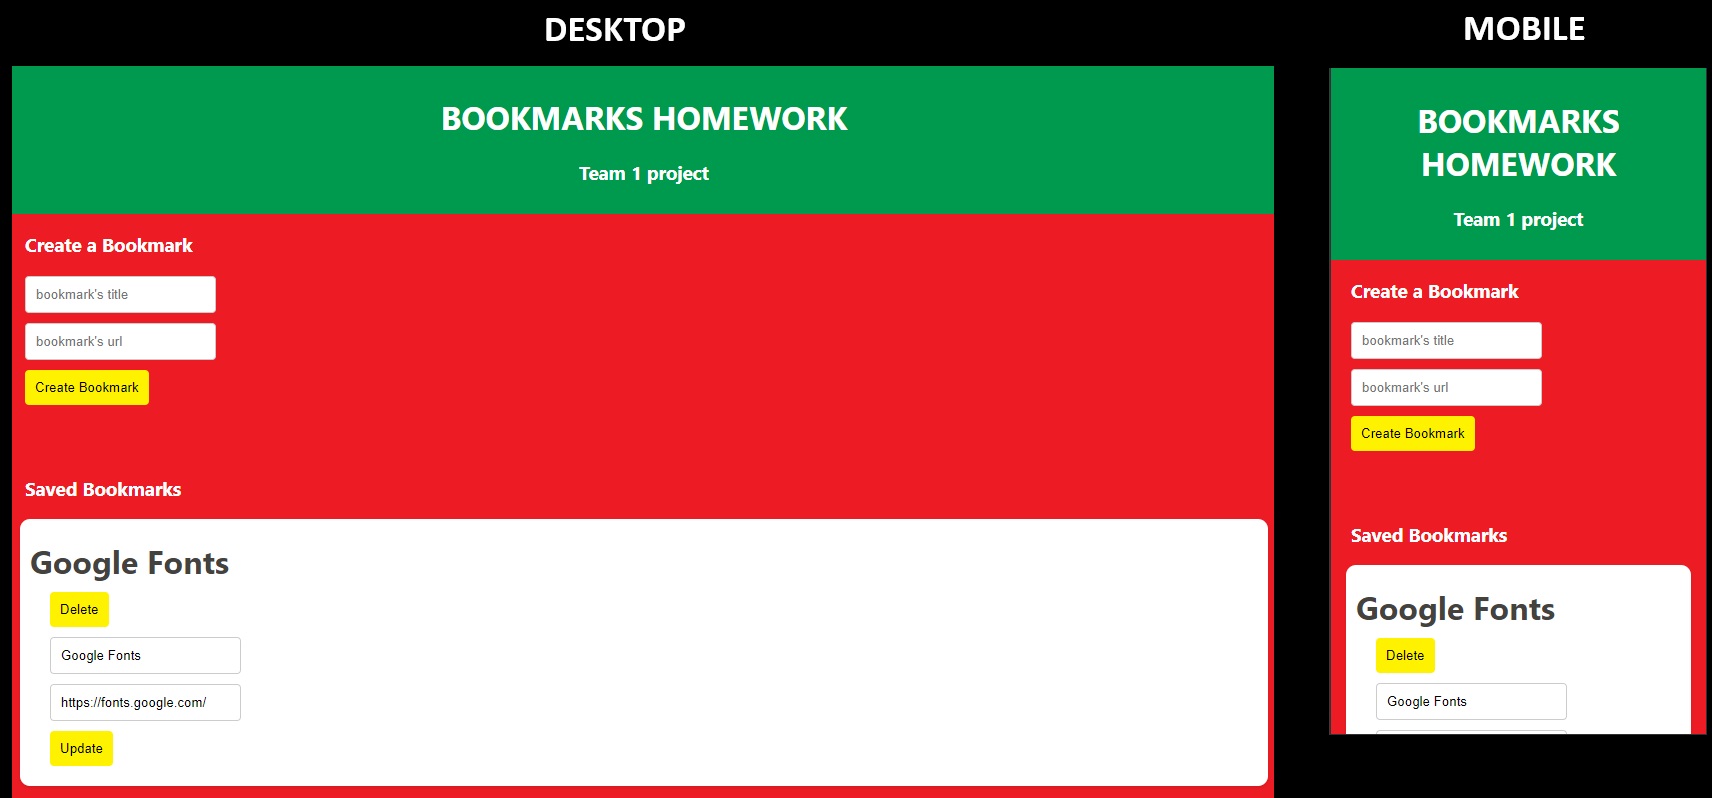 DESKTOP
BOOKMARKS HOMEWORK
Team 1 project
Create a Bookmark
bookmark's title
bookmark's url
Create Bookmark
Saved Bookmarks
Google Fonts
Delete
Google Fonts
https://fonts.google.com/
Update
MOBILE
BOOKMARKS
HOMEWORK
Team 1 project
Create a Bookmark
bookmark's title
bookmark's url
Create Bookmark
Saved Bookmarks
Google Fonts
Delete
Google Fonts